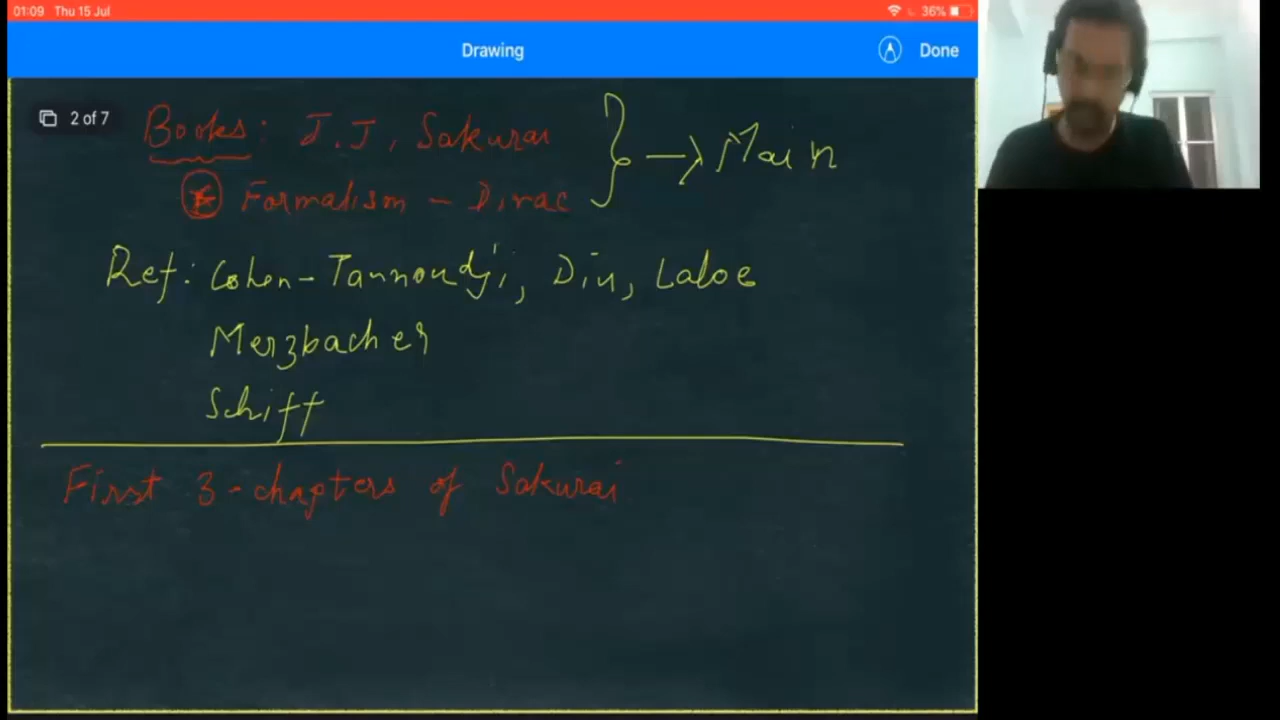 01:09 Thu 15 Jul 36%
Drawing Done
2 of 7
Books: J.J, Sakurai
Formalism - Dirac } → Main
Ref: Cohen-Tannoudji, Diu, Laloe
Merzbacher
Schiff
First 3-chapters of Sakurai